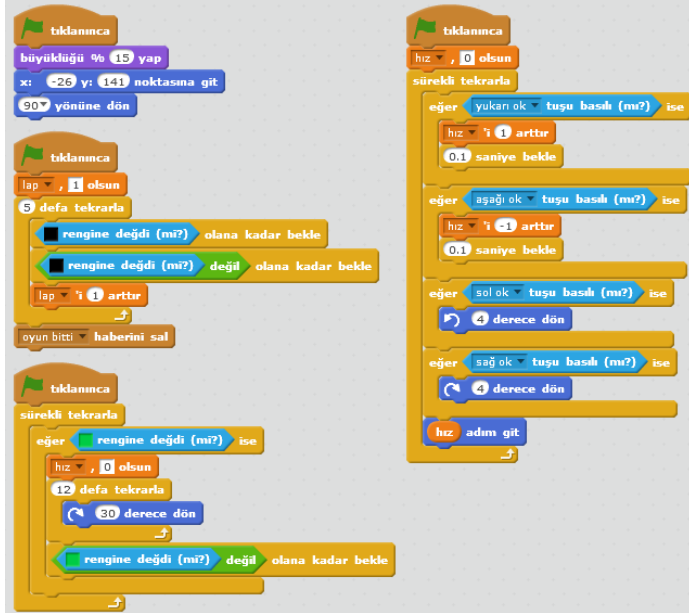 tıklanınca
büyüklüğü % 15 yap
x: -26 y: 141 noktasına git
90 yönüne dön
tıklanınca
lap , 1 olsun
5 defa tekrarla
rengine değdi (mi?) olana kadar bekle
rengine değdi (mi?) değil olana kadar bekle
lap 'i 1 arttır
oyun bitti haberini sal
tıklanınca
sürekli tekrarla
eğer rengine değdi (mi?) ise
hız , 0 olsun
12 defa tekrarla
30 derece dön
rengine değdi (mi?) değil olana kadar bekle
tıklanınca
hız , 0 olsun
sürekli tekrarla
eğer yukarı ok tuşu basılı (mı?) ise
hız 'i 1 arttır
0.1 saniye bekle
eğer aşağı ok tuşu basılı (mı?) ise
hız 'i -1 arttır
0.1 saniye bekle
eğer sol ok tuşu basılı (mı?) ise
4 derece dön
eğer sağ ok tuşu basılı (mı?) ise
4 derece dön
hız adım git